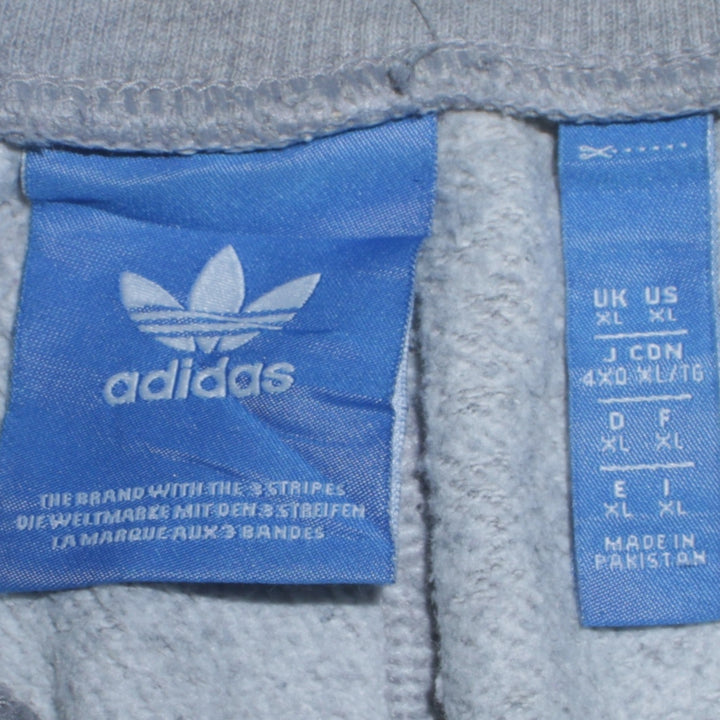 adidas
THE BRAND WITH THE 3 STRIPES
DIE WELTMARKE MIT DEN 3 STREIFEN
LA MARQUE AUX 3 BANDES
UK US
XL XL
J CDN
4XO XL/TG
D F
XL XL
E I
XL XL
MADE IN
PAKISTAN